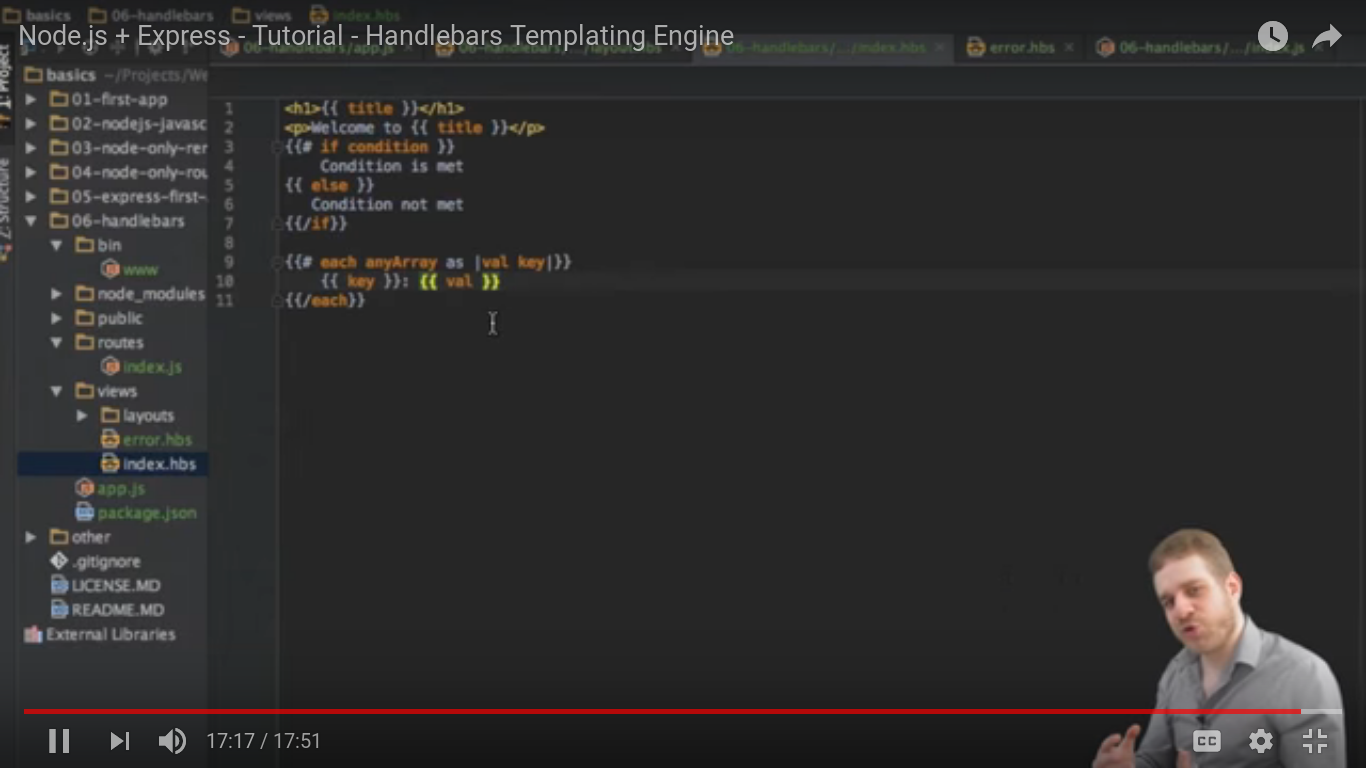 basics 06-handlebars views index.hbs
Node.js + Express - Tutorial - Handlebars Templating Engine
06-handlebars/app.js 06-handlebars/.../index.hbs error.hbs 06-handlebars/.../index.js
1: Project
Z: Structure
basics ~/Projects/We
01-first-app
02-nodejs-javasc
03-node-only-rer
04-node-only-rou
05-express-first-
06-handlebars
bin
www
node_modules
public
routes
index.js
views
layouts
error.hbs
index.hbs
app.js
package.json
other
.gitignore
LICENSE.MD
README.MD
External Libraries
1 <h1>{{ title }}</h1>
2 <p>Welcome to {{ title }}</p>
3 {{# if condition }}
4 Condition is met
5 {{ else }}
6 Condition not met
7 {{/if}}
8
9 {{# each anyArray as |val key|}}
10 {{ key }}: {{ val }}
11 {{/each}}
17:17 / 17:51
CC